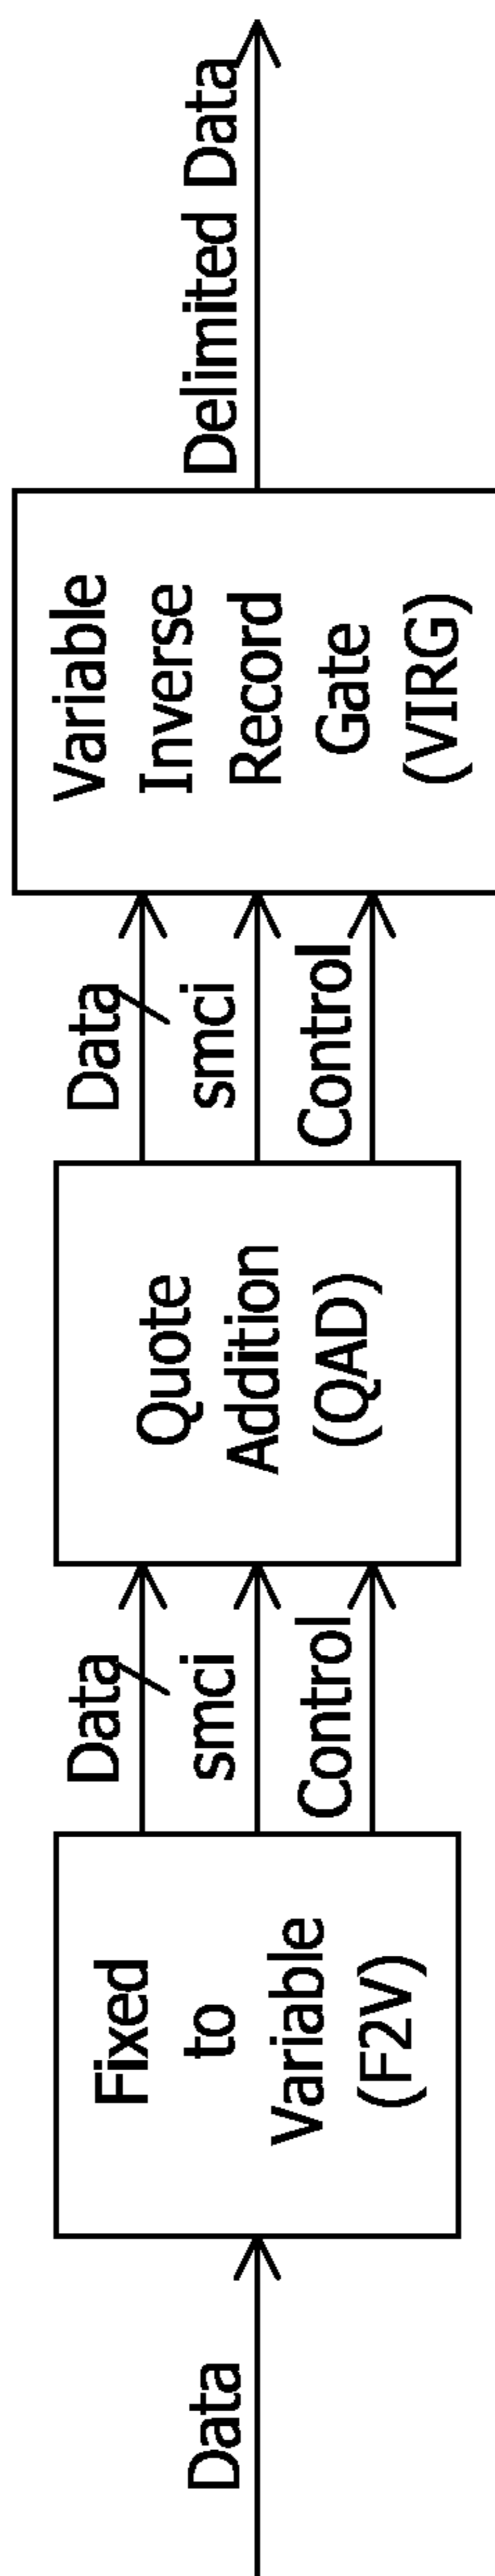 Data
Fixed
to
Variable
(F2V)
Data
smci
Control
Quote
Addition
(QAD)
Data
smci
Control
Variable
Inverse
Record
Gate
(VIRG)
Delimited Data